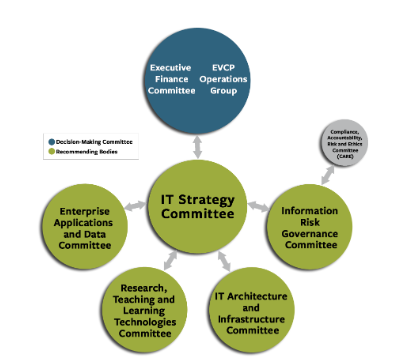 Executive
Finance
Committee
EVCP
Operations
Group
Compliance,
Accountability,
Risk and Ethics
Committee
(CARE)
Decision-Making Committee
Recommending Bodies
IT Strategy
Committee
Enterprise
Applications
and Data
Committee
Information
Risk
Governance
Committee
Research,
Teaching and
Learning
Technologies
Committee
IT Architecture
and
Infrastructure
Committee